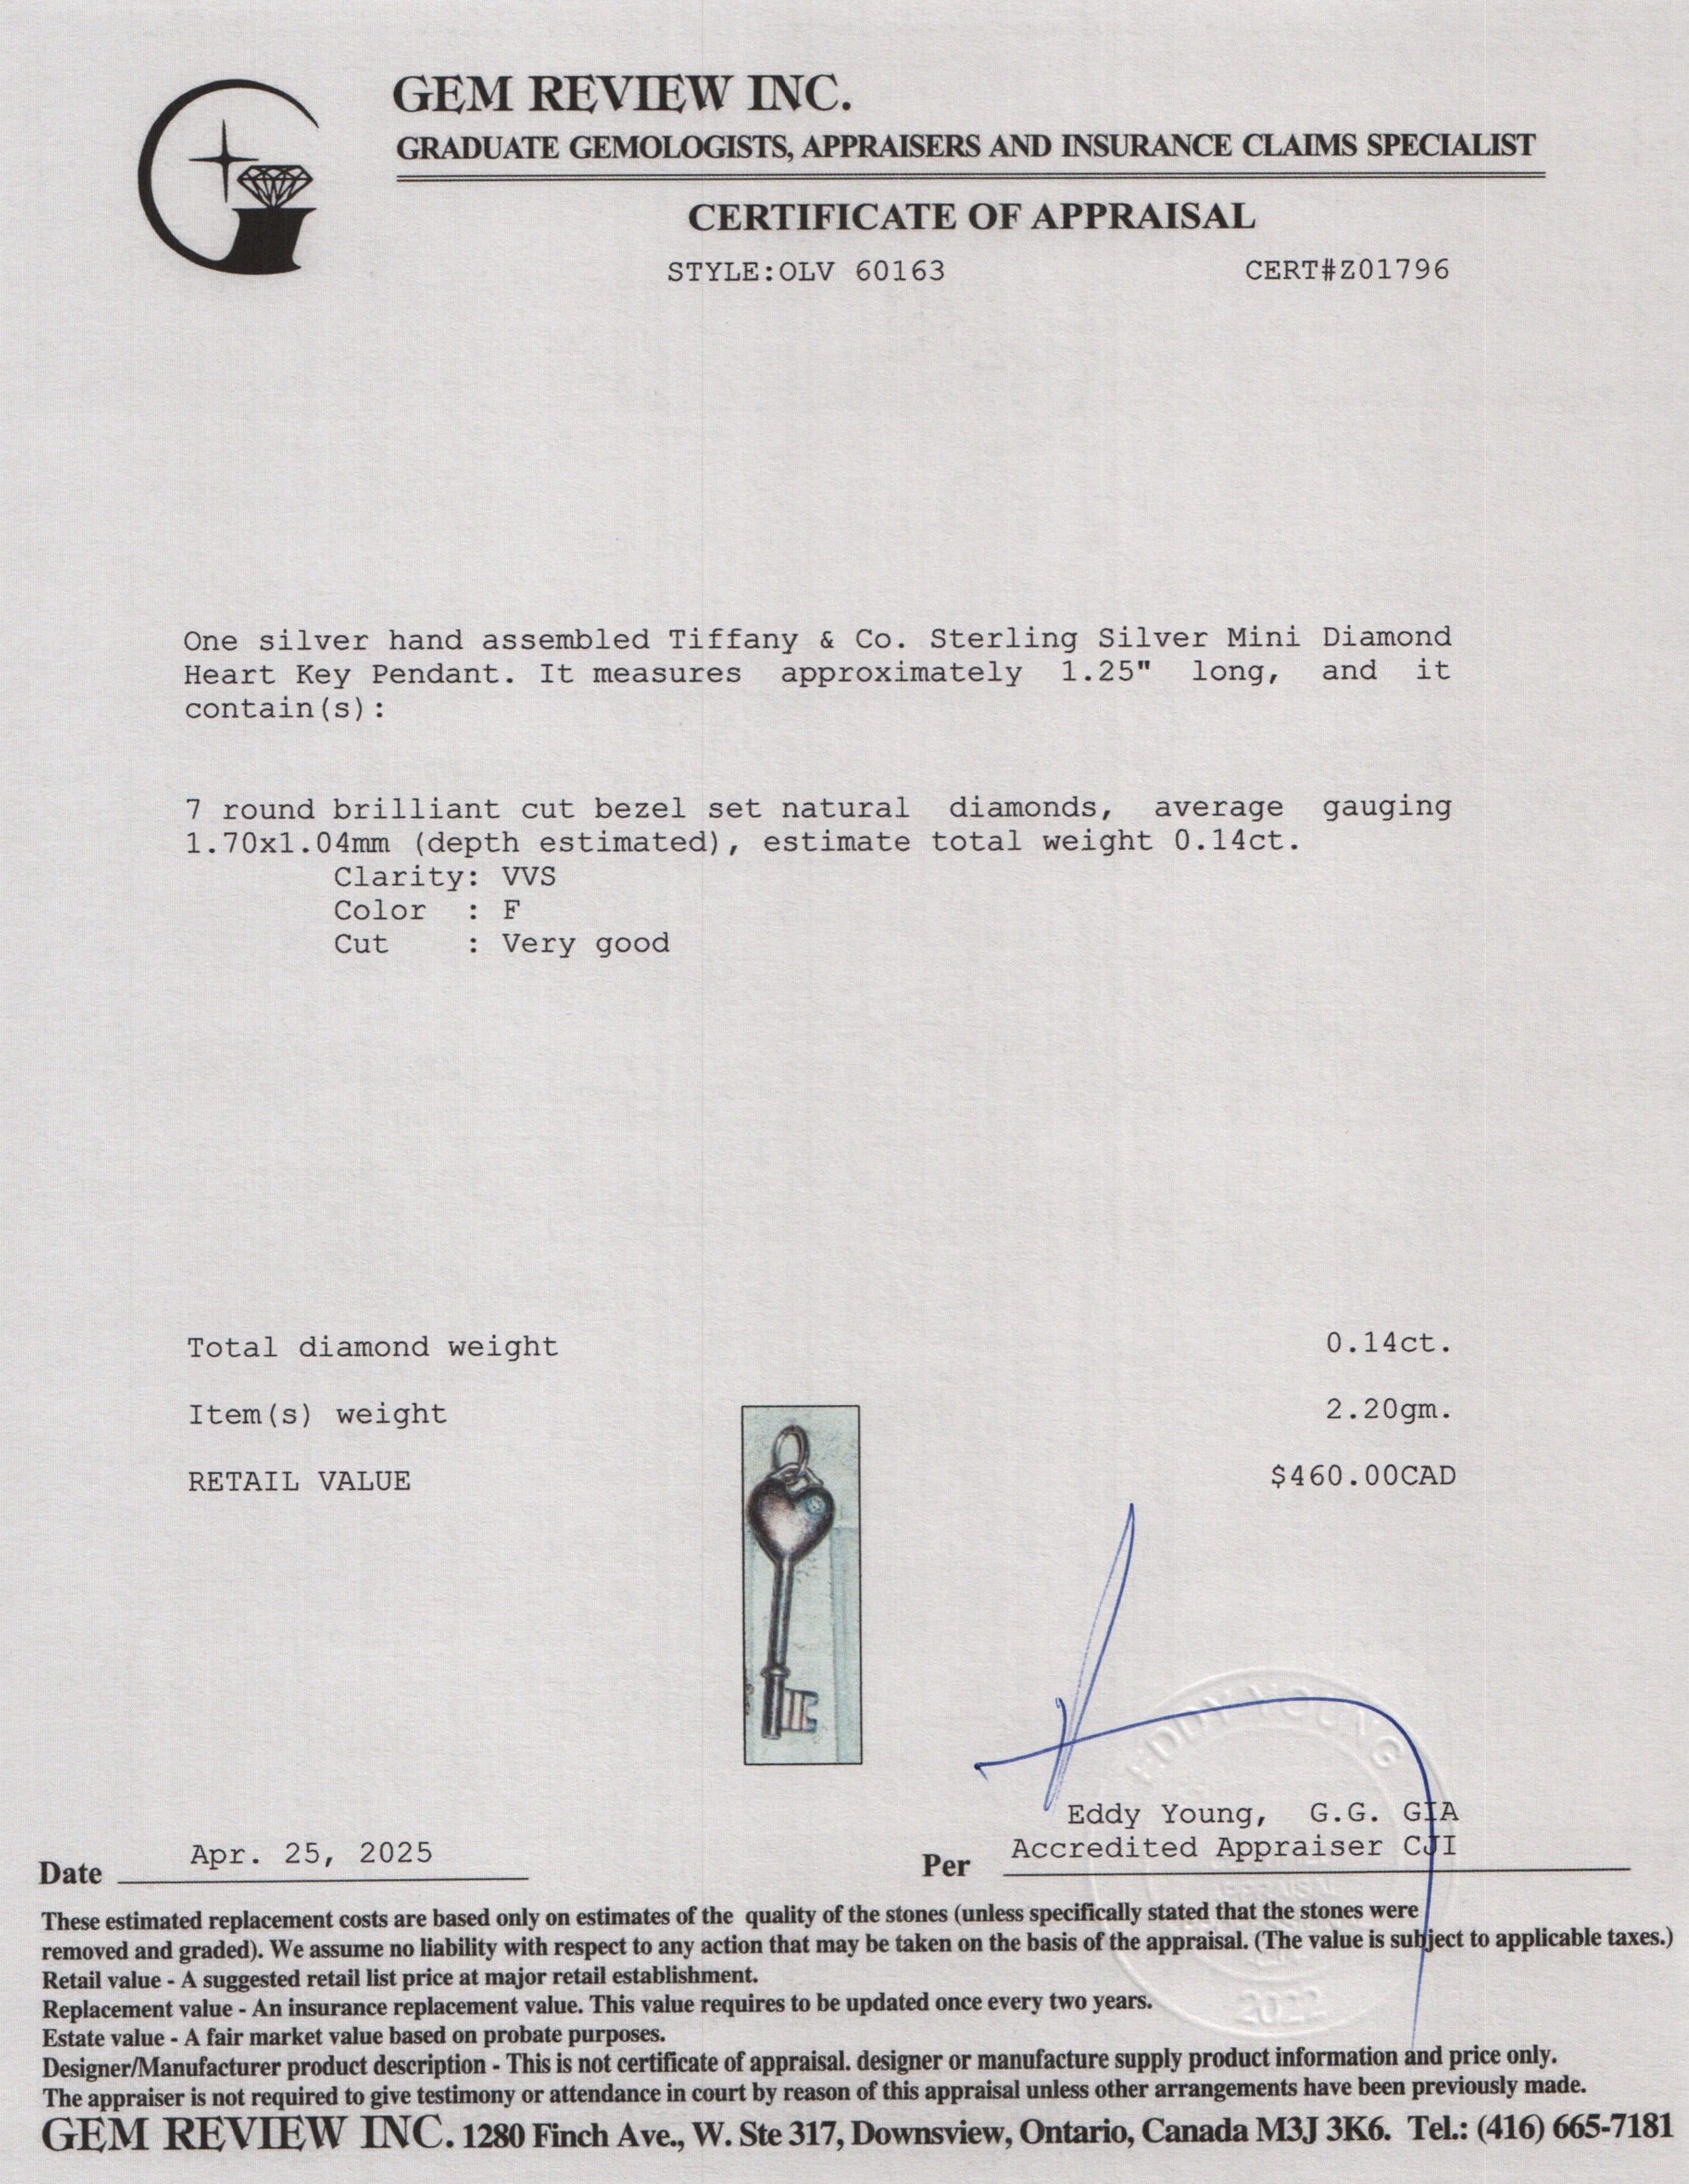 GEM REVIEW INC.
GRADUATE GEMOLOGISTS, APPRAISERS AND INSURANCE CLAIMS SPECIALIST
CERTIFICATE OF APPRAISAL
STYLE:OLV 60163 CERT#Z01796
One silver hand assembled Tiffany & Co. Sterling Silver Mini Diamond
Heart Key Pendant. It measures approximately 1.25" long, and it
contain(s):
7 round brilliant cut bezel set natural diamonds, average gauging
1.70x1.04mm (depth estimated), estimate total weight 0.14ct.
Clarity: VVS
Color : F
Cut : Very good
Total diamond weight 0.14ct.
Item(s) weight 2.20gm.
RETAIL VALUE $460.00CAD
EDDY YOUNG
Eddy Young, G.G. GIA
Accredited Appraiser CJI
Date Apr. 25, 2025 Per
These estimated replacement costs are based only on estimates of the quality of the stones (unless specifically stated that the stones were
removed and graded). We assume no liability with respect to any action that may be taken on the basis of the appraisal. (The value is subject to applicable taxes.)
Retail value - A suggested retail list price at major retail establishment.
Replacement value - An insurance replacement value. This value requires to be updated once every two years.
2022
Estate value - A fair market value based on probate purposes.
Designer/Manufacturer product description - This is not certificate of appraisal. designer or manufacture supply product information and price only.
The appraiser is not required to give testimony or attendance in court by reason of this appraisal unless other arrangements have been previously made.
GEM REVIEW INC. 1280 Finch Ave., W. Ste 317, Downsview, Ontario, Canada M3J 3K6. Tel.: (416) 665-7181